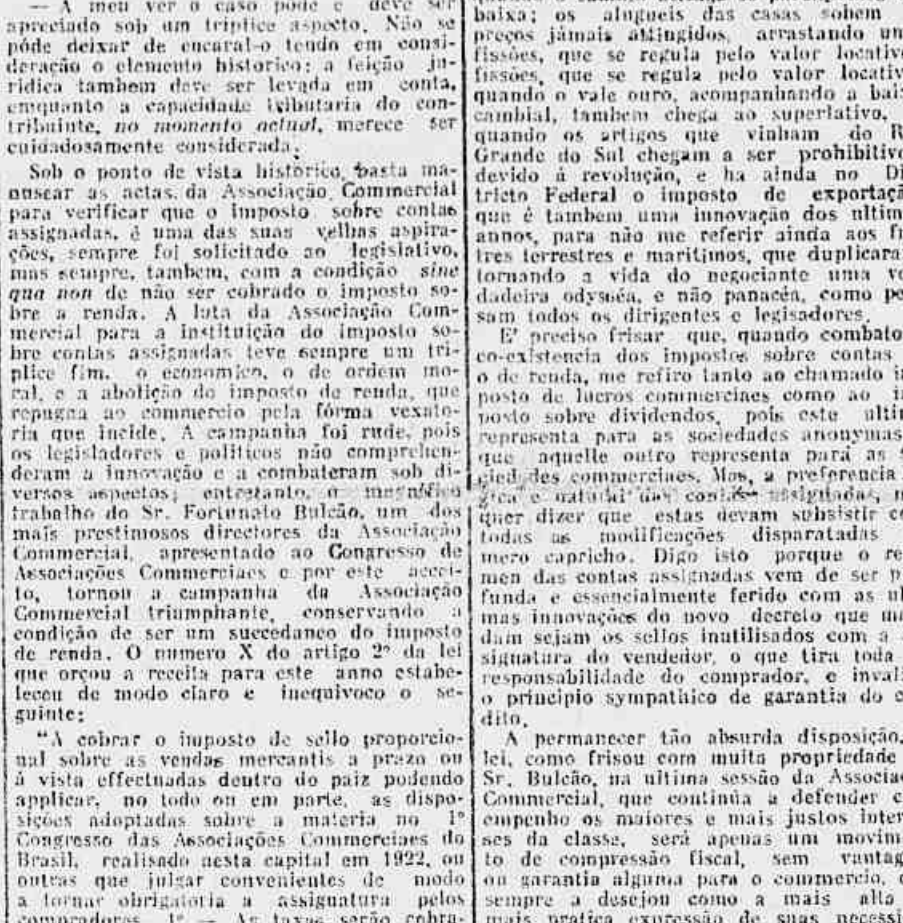 — A meu ver o caso póde e deve ser
apreciado sob um triplice aspecto. Não se
póde deixar de encaral-o tendo em consi-
deração o elemento historico: a feição ju-
ridica tambem deve ser levada em conta,
emquanto a capacidade tributaria do con-
tribuinte, no momento actual, merece ser
cuidadosamente considerada.
Sob o ponto de vista historico, basta ma-
nusear as actas da Associação Commercial
para verificar que o imposto sobre contas
assignadas, é uma das suas velhas aspira-
ções, sempre foi solicitado ao legislativo,
mas sempre, tambem, com a condição sine
qua non de não ser cobrado o imposto so-
bre a renda. A luta da Associação Com-
mercial para a instituição do imposto so-
bre contas assignadas teve sempre um tri-
plice fim, o economico, o de ordem mo-
ral, e a abolição do imposto de renda, que
repugna ao commercio pela fórma vexato-
ria que incide. A campanha foi rude, pois
os legisladores e politicos não comprehen-
deram a innovação e a combateram sob di-
versos aspectos; entretanto, o magnifico
trabalho do Sr. Fortunato Bulcão, um dos
mais prestimosos directores da Associação
Commercial, apresentado ao Congresso de
Associações Commerciaes e por este accei-
to, tornou a campanha da Associação
Commercial triumphante, conservando a
condição de ser um succedaneo do imposto
de renda. O numero X do artigo 2º da lei
que orçou a receita para este anno estabe-
leceu de modo claro e inequivoco o se-
guinte:
"A cobrar o imposto de sello proporcio-
nal sobre as vendas mercantis a prazo ou
á vista effectuadas dentro do paiz podendo
applicar, no todo ou em parte, as dispo-
sições adoptadas sobre a materia no 1º
Congresso das Associações Commerciaes do
Brasil, realisado nesta capital em 1922, ou
outras que julgar convenientes de modo
a tornar obrigatoria a assignatura pelos
compradores. 1º — As taxas serão cobra-
baixa; os alugueis das casas sobem
preços jámais attingidos, arrastando
fissões, que se regula pelo valor locativ
fissões, que se regula pelo valor locativ
quando o vale ouro, acompanhando a bai
cambial, tambem chega ao superlativo,
quando os artigos que vinham do R
Grande do Sul chegam a ser prohibitiv
devido á revolução, e ha ainda no Di
tricto Federal o imposto de exportaçã
que é tambem uma innovação dos ultim
annos, para não me referir ainda aos fr
tres terrestres e maritimos, que duplicara
tornando a vida do negociante uma ve
dadeira odysséa, e não panacéa, como pe
sam todos os dirigentes e legisadores.
E' preciso frisar que, quando combato
co-existencia dos impostos sobre contas
o de renda, me refiro tanto ao chamado i
posto de lucros commerciaes como ao i
posto sobre dividendos, pois este ultim
representa para as sociedades anonymas
que aquelle outro representa para as s
ciedades commerciaes. Mas, a preferencia
gica e natural das contas assignadas, n
quer dizer que estas devam subsistir co
todas as modificações disparatadas
mero capricho. Digo isto porque o re
men das contas assignadas vem de ser p
funda e essencialmente ferido com as ul
mas innovações do novo decreto que ma
dam sejam os sellos inutilisados com a
signatura do vendedor, o que tira toda
responsabilidade do comprador, e invali
o principio sympathico de garantia do c
dito.
A permanecer tão absurda disposição,
lei, como frisou com muita propriedade
Sr. Bulcão, na ultima sessão da Associa
Commercial, que continúa a defender c
empenho os maiores e mais justos inter
ses da classe, será apenas um movim
to de compressão fiscal, sem vantag
ou garantia alguma para o commercio,
sempre a desejou como a mais alta
mais pratica expressão de suas